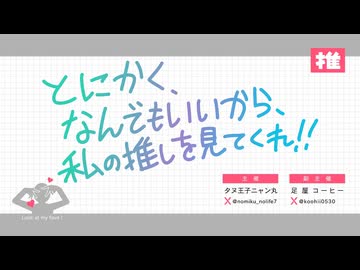 推
とにかく、
なんでもいいから、
私の推しを見てくれ!!
主催
タヌ王子ニャン丸
X@nomiku_nolife7
副主催
足屋コーヒー
X@koohii0530
Look at my favo!